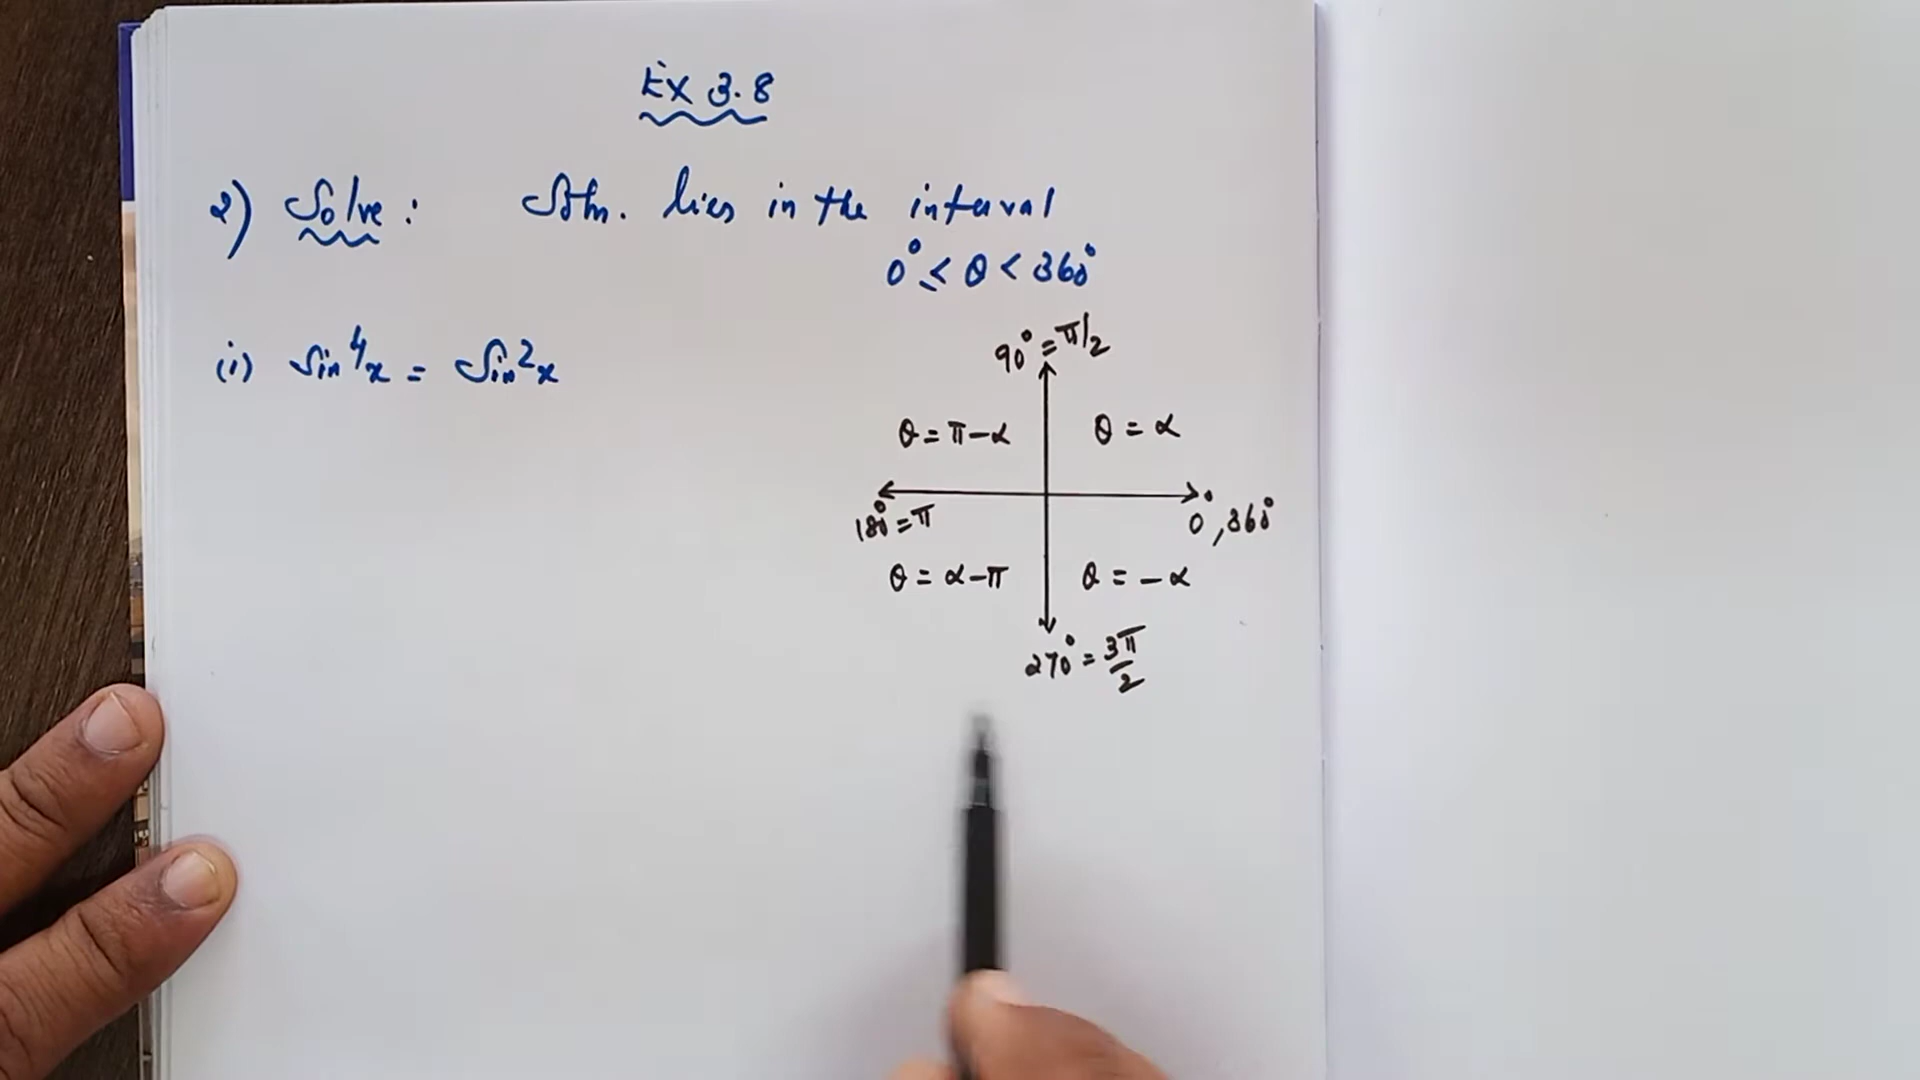 Ex 3.8
2) Solve : Soln. lies in the interval
0° ≤ θ < 360°
(i) Sin⁴x = Sin²x
90° = π/2
θ = π-α θ = α
180° = π 0°, 360°
θ = α-π θ = -α
270° = 3π/2